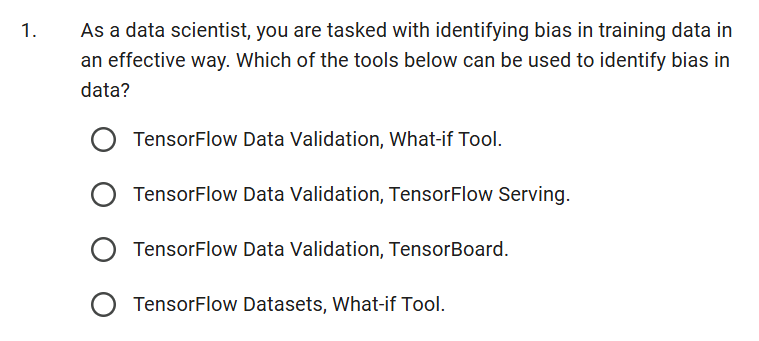 1. As a data scientist, you are tasked with identifying bias in training data in
an effective way. Which of the tools below can be used to identify bias in
data?
TensorFlow Data Validation, What-if Tool.
TensorFlow Data Validation, TensorFlow Serving.
TensorFlow Data Validation, TensorBoard.
TensorFlow Datasets, What-if Tool.